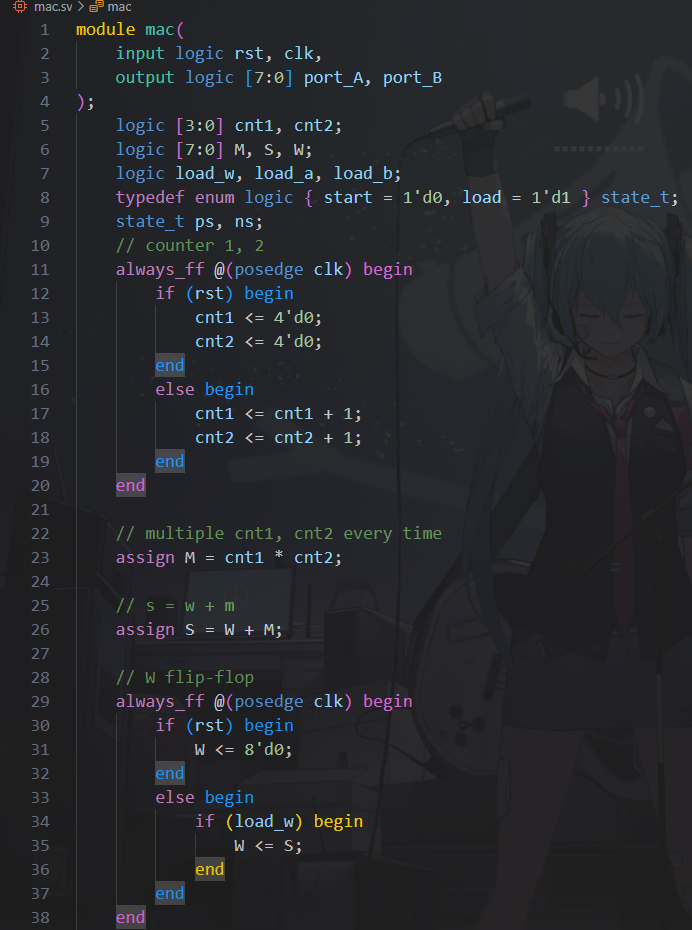 mac.sv > mac
1 module mac(
2     input logic rst, clk,
3     output logic [7:0] port_A, port_B
4 );
5     logic [3:0] cnt1, cnt2;
6     logic [7:0] M, S, W;
7     logic load_w, load_a, load_b;
8     typedef enum logic { start = 1'd0, load = 1'd1 } state_t;
9     state_t ps, ns;
10     // counter 1, 2
11     always_ff @(posedge clk) begin
12         if (rst) begin
13             cnt1 <= 4'd0;
14             cnt2 <= 4'd0;
15         end
16         else begin
17             cnt1 <= cnt1 + 1;
18             cnt2 <= cnt2 + 1;
19         end
20     end
21
22     // multiple cnt1, cnt2 every time
23     assign M = cnt1 * cnt2;
24
25     // s = w + m
26     assign S = W + M;
27
28     // W flip-flop
29     always_ff @(posedge clk) begin
30         if (rst) begin
31             W <= 8'd0;
32         end
33         else begin
34             if (load_w) begin
35                 W <= S;
36             end
37         end
38     end